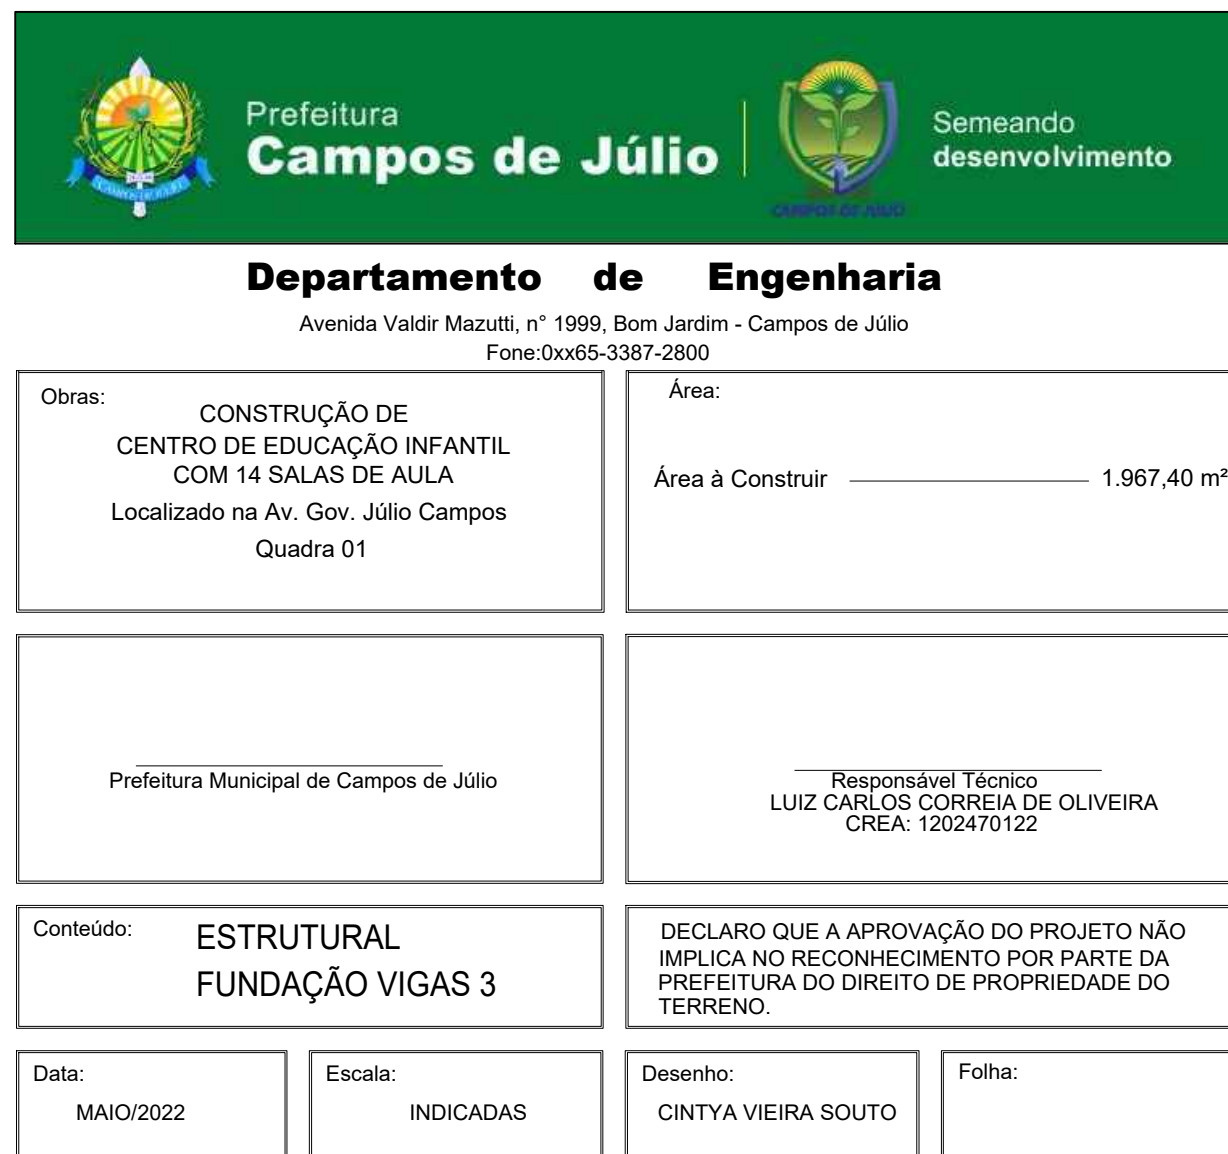 Prefeitura
Campos de Júlio
CAMPOS DE JÚLIO
Semeando
desenvolvimento
Departamento de Engenharia
Avenida Valdir Mazutti, n° 1999, Bom Jardim - Campos de Júlio
Fone:0xx65-3387-2800
Obras:
CONSTRUÇÃO DE
CENTRO DE EDUCAÇÃO INFANTIL
COM 14 SALAS DE AULA
Localizado na Av. Gov. Júlio Campos
Quadra 01
Área:
Área à Construir 1.967,40 m²
Prefeitura Municipal de Campos de Júlio
Responsável Técnico
LUIZ CARLOS CORREIA DE OLIVEIRA
CREA: 1202470122
Conteúdo:
ESTRUTURAL
FUNDAÇÃO VIGAS 3
DECLARO QUE A APROVAÇÃO DO PROJETO NÃO
IMPLICA NO RECONHECIMENTO POR PARTE DA
PREFEITURA DO DIREITO DE PROPRIEDADE DO
TERRENO.
Data:
MAIO/2022
Escala:
INDICADAS
Desenho:
CINTYA VIEIRA SOUTO
Folha: